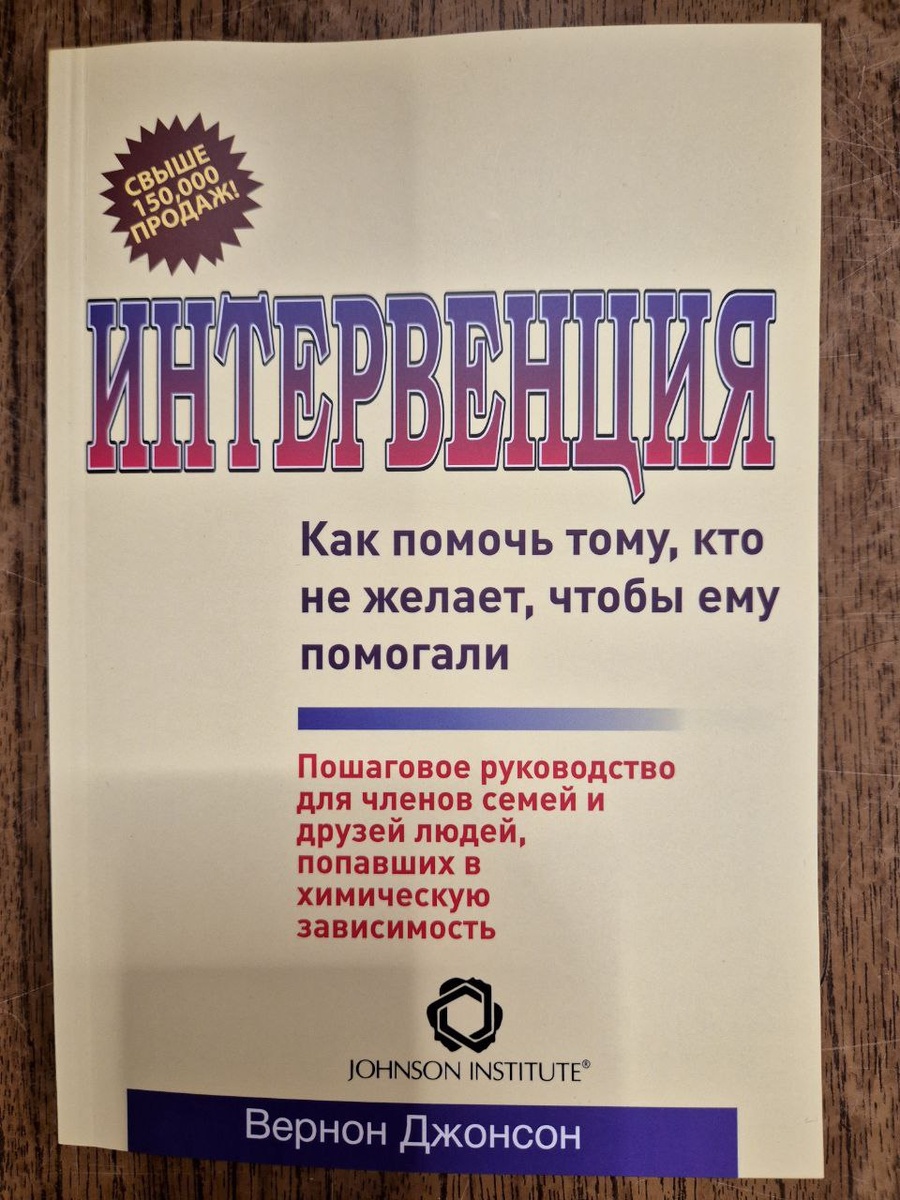 СВЫШЕ
150,000
ПРОДАЖ!
ИНТЕРВЕНЦИЯ
Как помочь тому, кто
не желает, чтобы ему
помогали
Пошаговое руководство
для членов семей и
друзей людей,
попавших в
химическую
зависимость
JOHNSON INSTITUTE®
Вернон Джонсон